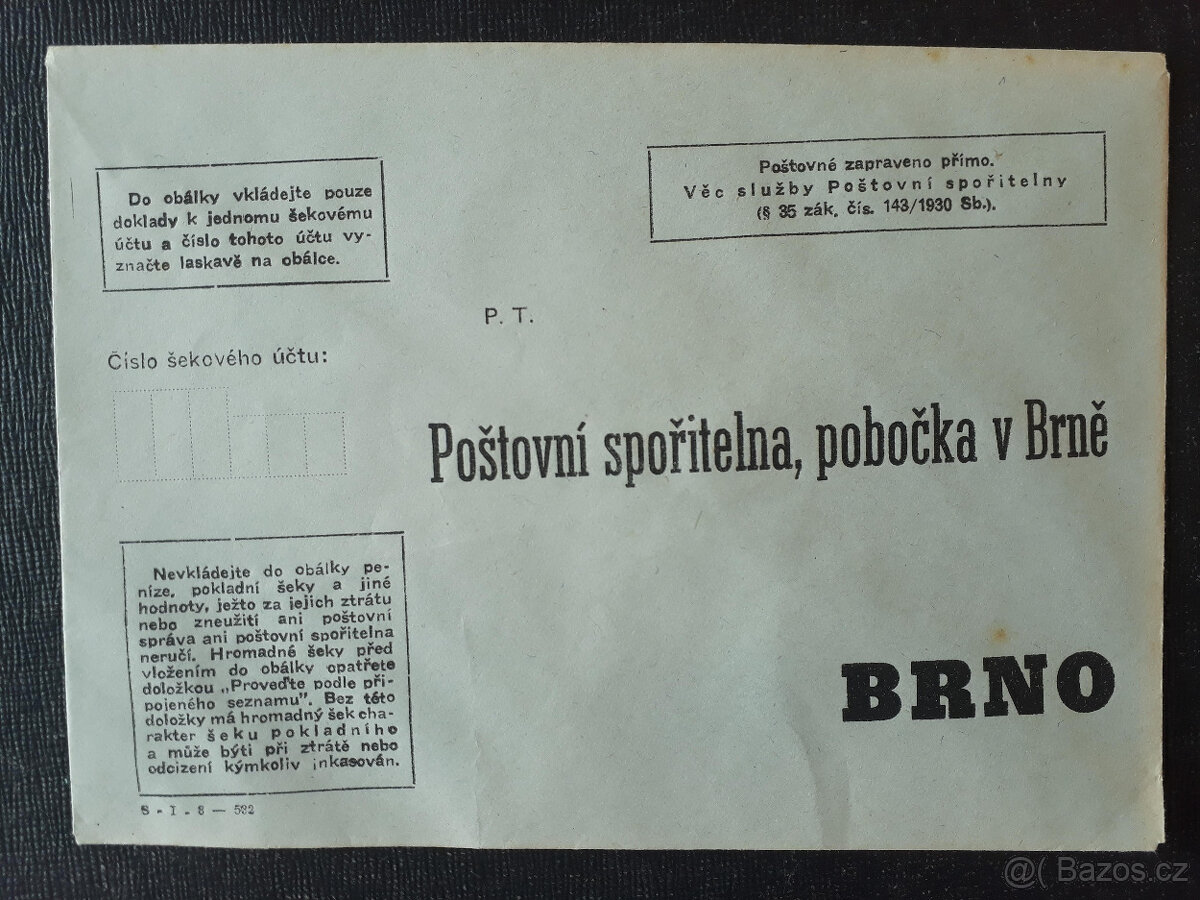 Do obálky vkládejte pouze
doklady k jednomu šekovému
účtu a číslo tohoto účtu vy-
značte laskavě na obálce.
Poštovné zapraveno přímo.
Věc služby Poštovní spořitelny
(§ 35 zák. čís. 143/1930 Sb.).
P. T.
Číslo šekového účtu:
Poštovní spořitelna, pobočka v Brně
BRNO
Nevkládejte do obálky pe-
níze, pokladní šeky a jiné
hodnoty, ježto za jejich ztrátu
nebo zneužití ani poštovní
správa ani poštovní spořitelna
neručí. Hromadné šeky před
vložením do obálky opatřete
doložkou „Proveďte podle při-
pojeného seznamu". Bez této
doložky má hromadný šek cha-
rakter šeku pokladního
a může býti při ztrátě nebo
odcizení kýmkoliv inkasován.
S - I - 8 — 532
@( Bazos.cz